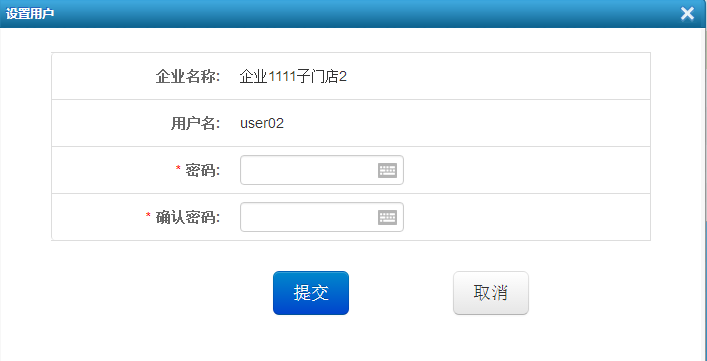 设置用户
企业名称: 企业1111子门店2
用户名: user02
* 密码:
* 确认密码:
提交 取消